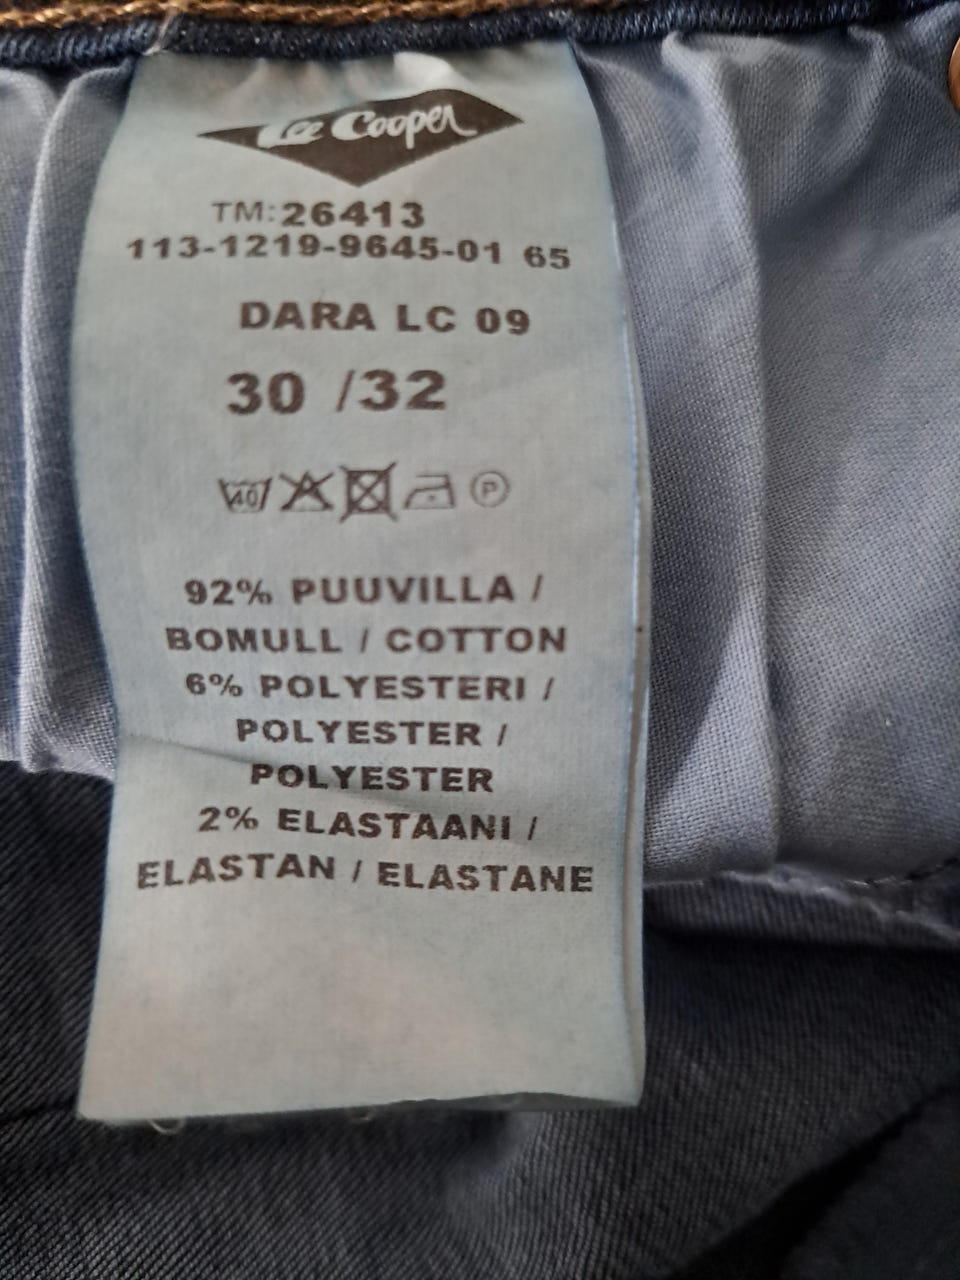 Lee Cooper
TM:26413
113-1219-9645-01 65
DARA LC 09
30 /32
40 P
92% PUUVILLA /
BOMULL / COTTON
6% POLYESTERI /
POLYESTER /
POLYESTER
2% ELASTAANI /
ELASTAN / ELASTANE